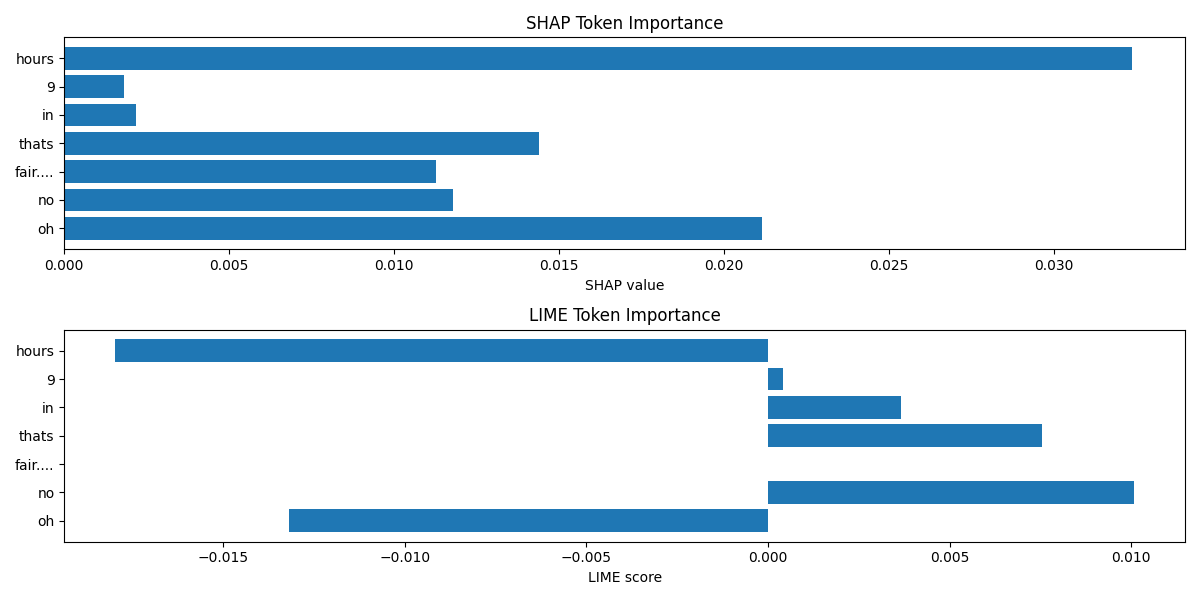 SHAP Token Importance
hours
9
in
thats
fair....
no
oh
0.000 0.005 0.010 0.015 0.020 0.025 0.030
SHAP value
LIME Token Importance
hours
9
in
thats
fair....
no
oh
−0.015 −0.010 −0.005 0.000 0.005 0.010
LIME score